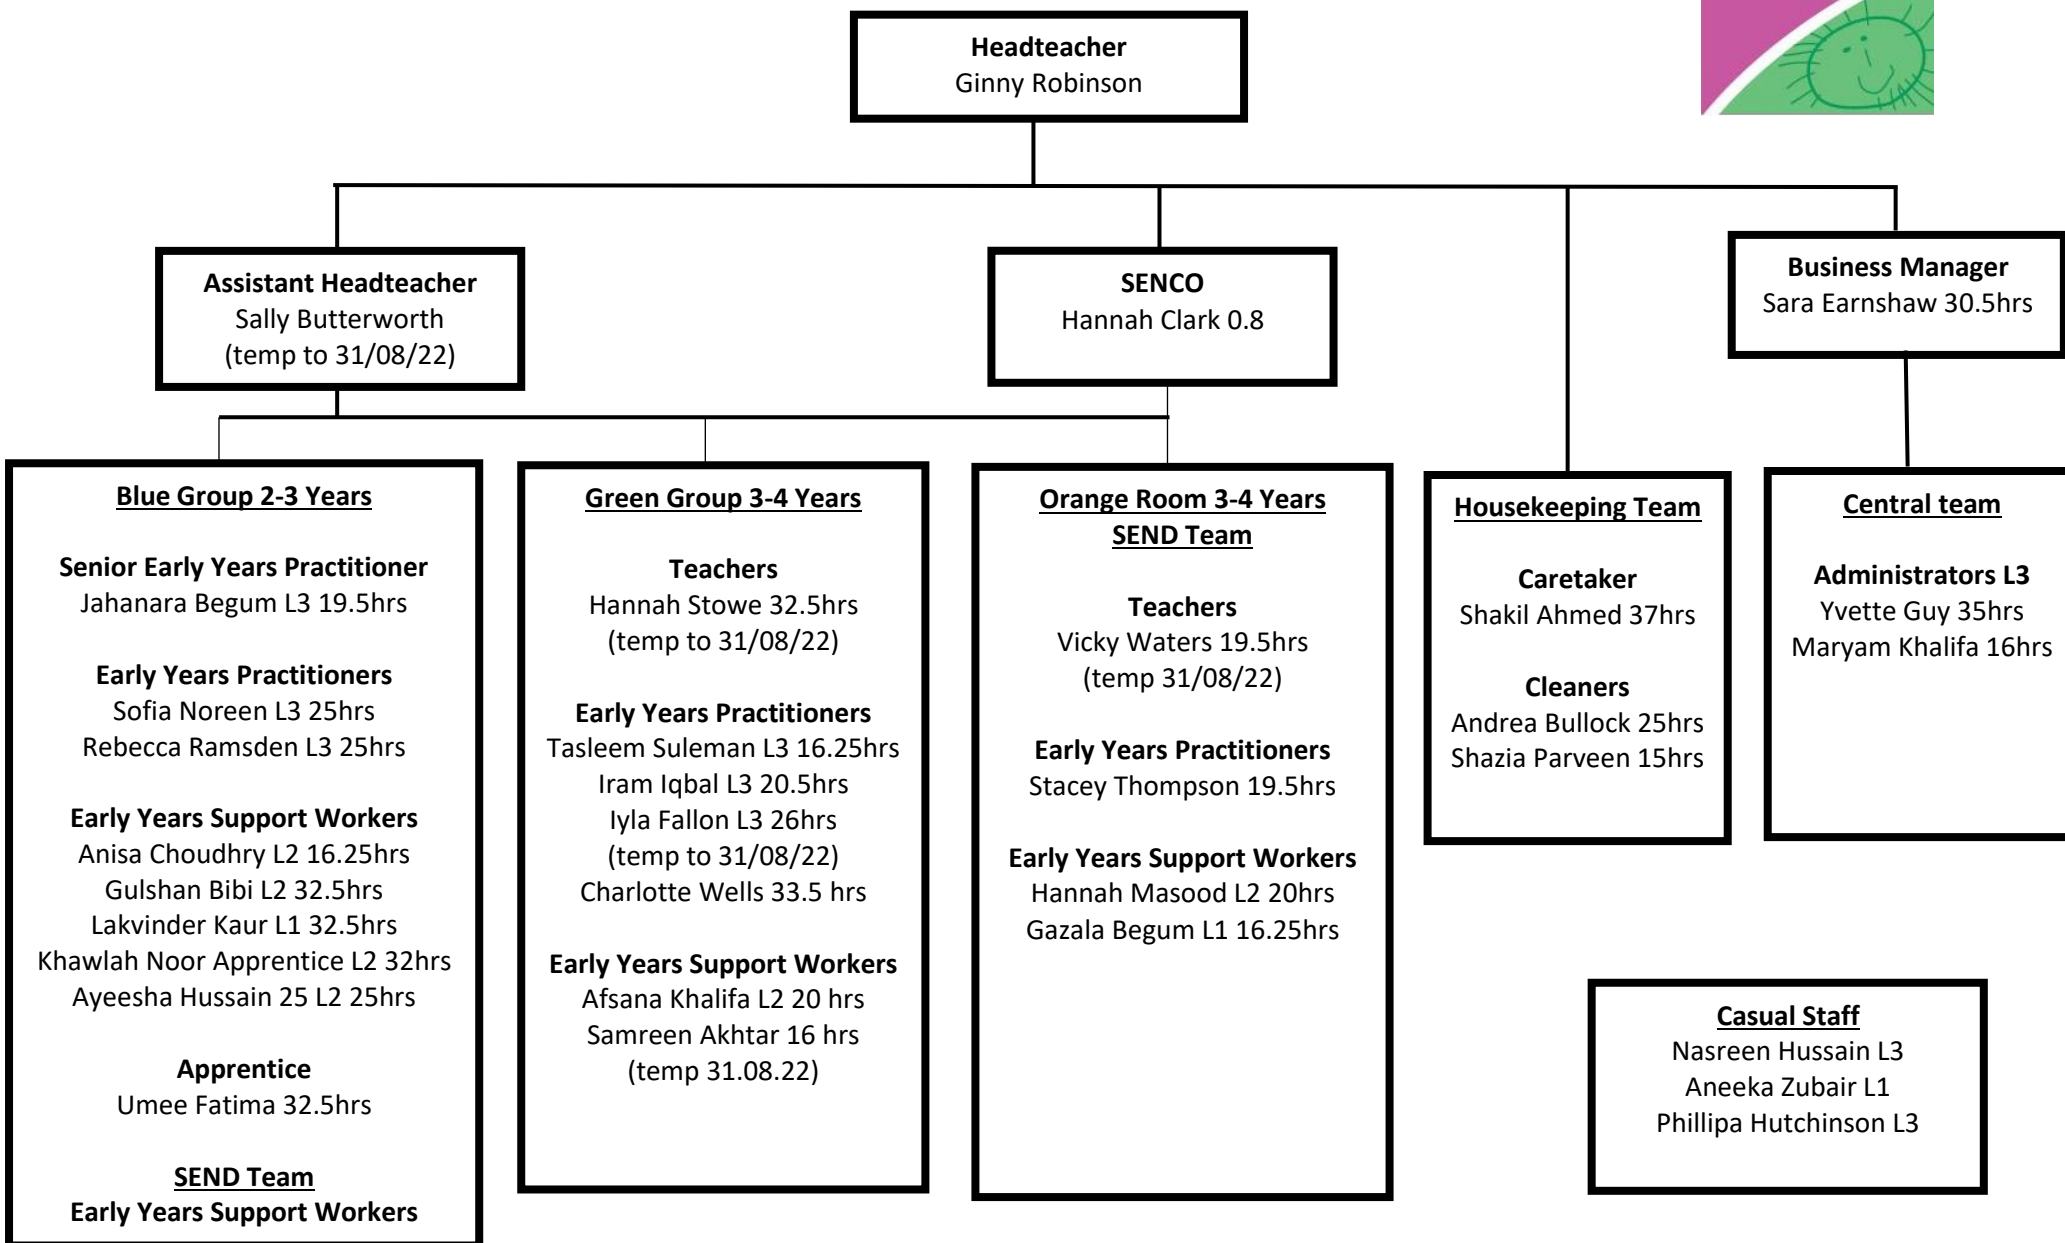 Headteacher
Ginny Robinson
Assistant Headteacher
Sally Butterworth
(temp to 31/08/22)
SENCO
Hannah Clark 0.8
Business Manager
Sara Earnshaw 30.5hrs
Blue Group 2-3 Years
Senior Early Years Practitioner
Jahanara Begum L3 19.5hrs
Early Years Practitioners
Sofia Noreen L3 25hrs
Rebecca Ramsden L3 25hrs
Early Years Support Workers
Anisa Choudhry L2 16.25hrs
Gulshan Bibi L2 32.5hrs
Lakvinder Kaur L1 32.5hrs
Khawlah Noor Apprentice L2 32hrs
Ayeesha Hussain 25 L2 25hrs
Apprentice
Umee Fatima 32.5hrs
SEND Team
Early Years Support Workers
Green Group 3-4 Years
Teachers
Hannah Stowe 32.5hrs
(temp to 31/08/22)
Early Years Practitioners
Tasleem Suleman L3 16.25hrs
Iram Iqbal L3 20.5hrs
Iyla Fallon L3 26hrs
(temp to 31/08/22)
Charlotte Wells 33.5 hrs
Early Years Support Workers
Afsana Khalifa L2 20 hrs
Samreen Akhtar 16 hrs
(temp 31.08.22)
Orange Room 3-4 Years
SEND Team
Teachers
Vicky Waters 19.5hrs
(temp 31/08/22)
Early Years Practitioners
Stacey Thompson 19.5hrs
Early Years Support Workers
Hannah Masood L2 20hrs
Gazala Begum L1 16.25hrs
Housekeeping Team
Caretaker
Shakil Ahmed 37hrs
Cleaners
Andrea Bullock 25hrs
Shazia Parveen 15hrs
Central team
Administrators L3
Yvette Guy 35hrs
Maryam Khalifa 16hrs
Casual Staff
Nasreen Hussain L3
Aneeka Zubair L1
Phillipa Hutchinson L3